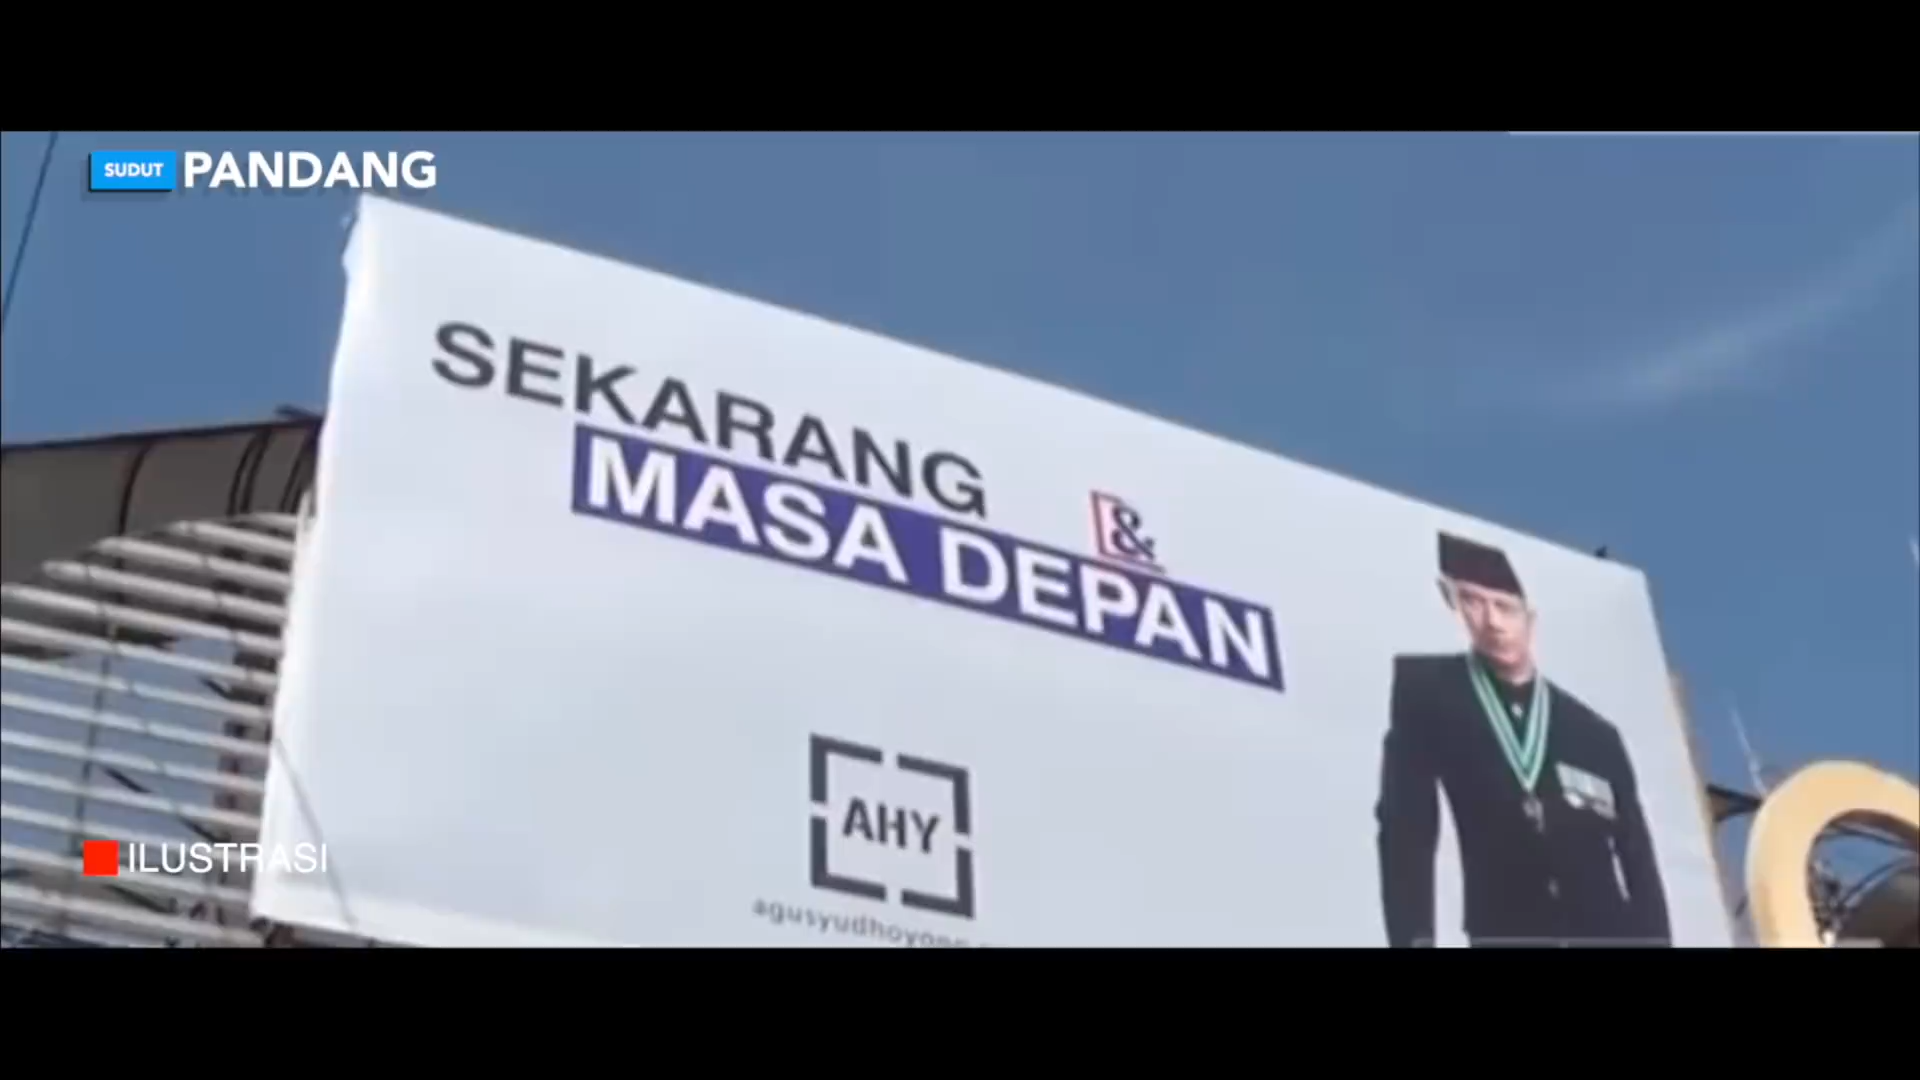 SUDUT PANDANG
SEKARANG
&
MASA DEPAN
AHY
ILUSTRASI